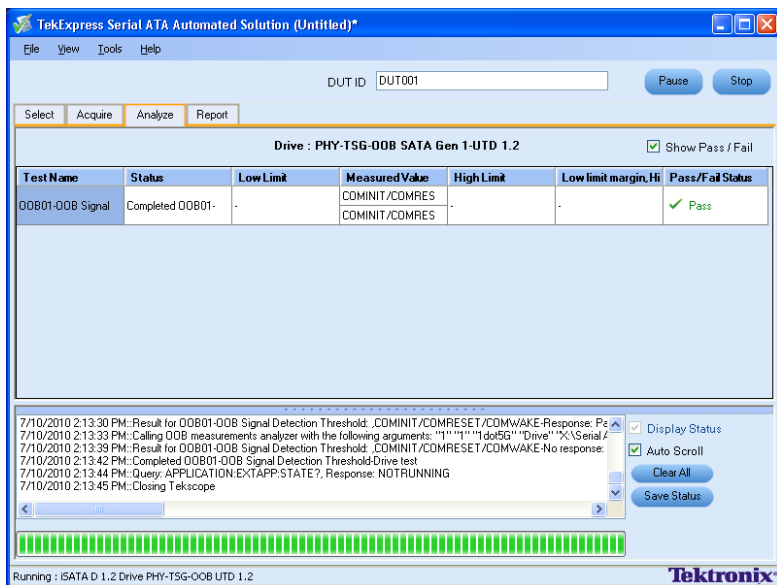 TekExpress Serial ATA Automated Solution (Untitled)*
File View Tools Help
DUT ID DUT001 Pause Stop
Select Acquire Analyze Report
Drive : PHY-TSG-OOB SATA Gen 1-UTD 1.2 Show Pass / Fail
Test Name Status Low Limit Measured Value High Limit Low limit margin, Hi Pass/Fail Status
OOB01-OOB Signal Completed OOB01- - COMINIT/COMRES - - Pass
COMINIT/COMRES
7/10/2010 2:13:30 PM::Result for OOB01-OOB Signal Detection Threshold: ,COMINIT/COMRESET/COMWAKE-Response: Pa
7/10/2010 2:13:33 PM::Calling OOB measurements analyzer with the following arguments: "1" "1" "1dot5G" "Drive" "X:\Serial A
7/10/2010 2:13:39 PM::Result for OOB01-OOB Signal Detection Threshold: ,COMINIT/COMRESET/COMWAKE-No response:
7/10/2010 2:13:42 PM::Completed OOB01-OOB Signal Detection Threshold-Drive test
7/10/2010 2:13:44 PM::Query: APPLICATION:EXTAPP:STATE?, Response: NOTRUNNING
7/10/2010 2:13:45 PM::Closing Tekscope
Display Status
Auto Scroll
Clear All
Save Status
Running : iSATA D 1.2 Drive PHY-TSG-OOB UTD 1.2 Tektronix